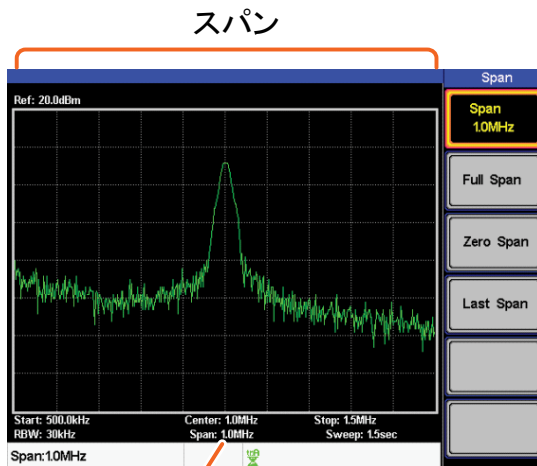 スパン
Span
Ref: 20.0dBm
Span
1.0MHz
Full Span
Zero Span
Last Span
Start: 500.0kHz
Center: 1.0MHz
Stop: 1.5MHz
RBW: 30kHz
Span: 1.0MHz
Sweep: 1.5sec
Span:1.0MHz